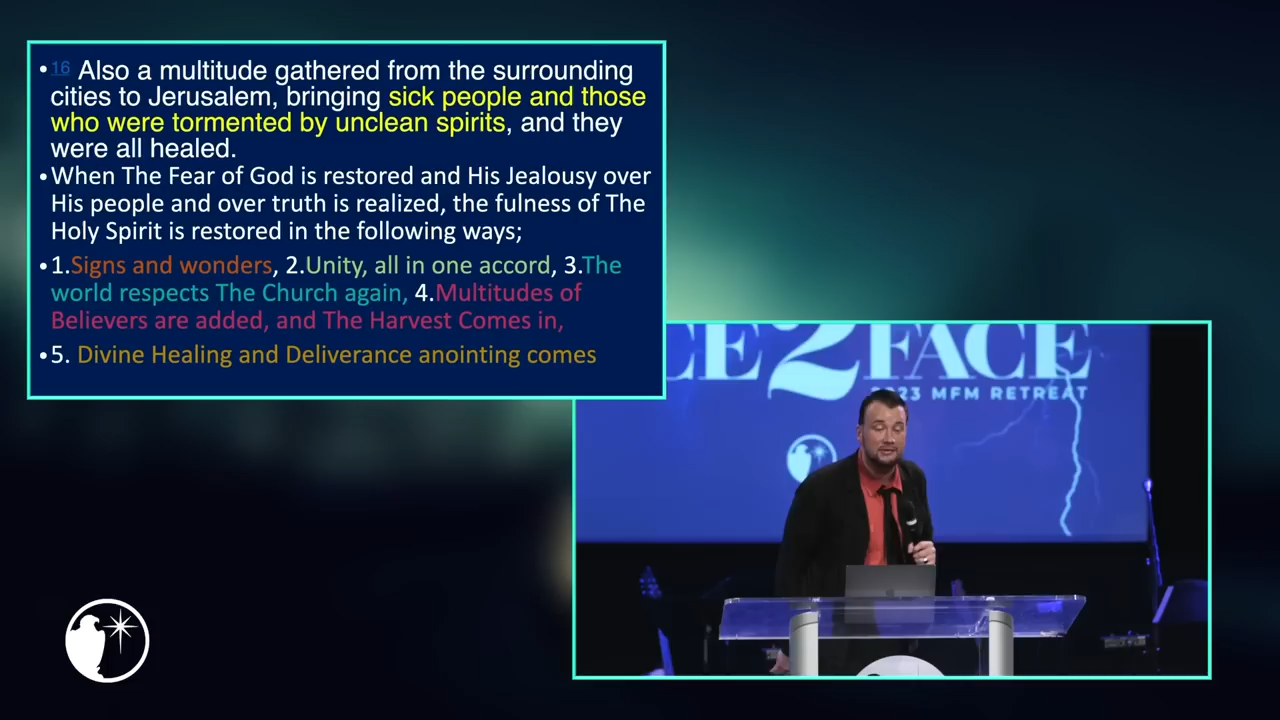 •16 Also a multitude gathered from the surrounding
cities to Jerusalem, bringing sick people and those
who were tormented by unclean spirits, and they
were all healed.
•When The Fear of God is restored and His Jealousy over
His people and over truth is realized, the fulness of The
Holy Spirit is restored in the following ways;
•1.Signs and wonders, 2.Unity, all in one accord, 3.The
world respects The Church again, 4.Multitudes of
Believers are added, and The Harvest Comes in,
•5. Divine Healing and Deliverance anointing comes
CE 2 FACE
23 MFM RETREAT